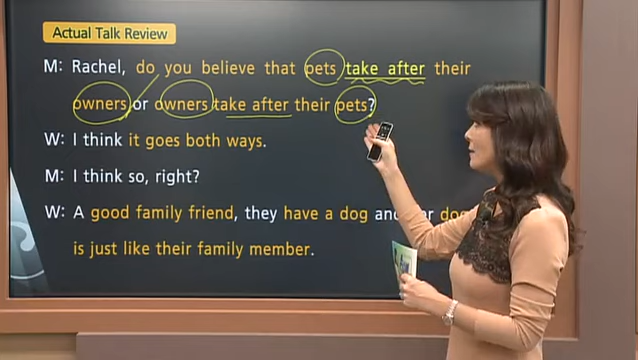 Actual Talk Review
M: Rachel, do you believe that pets take after their
owners or owners take after their pets?
W: I think it goes both ways.
M: I think so, right?
W: A good family friend, they have a dog and
is just like their family member.